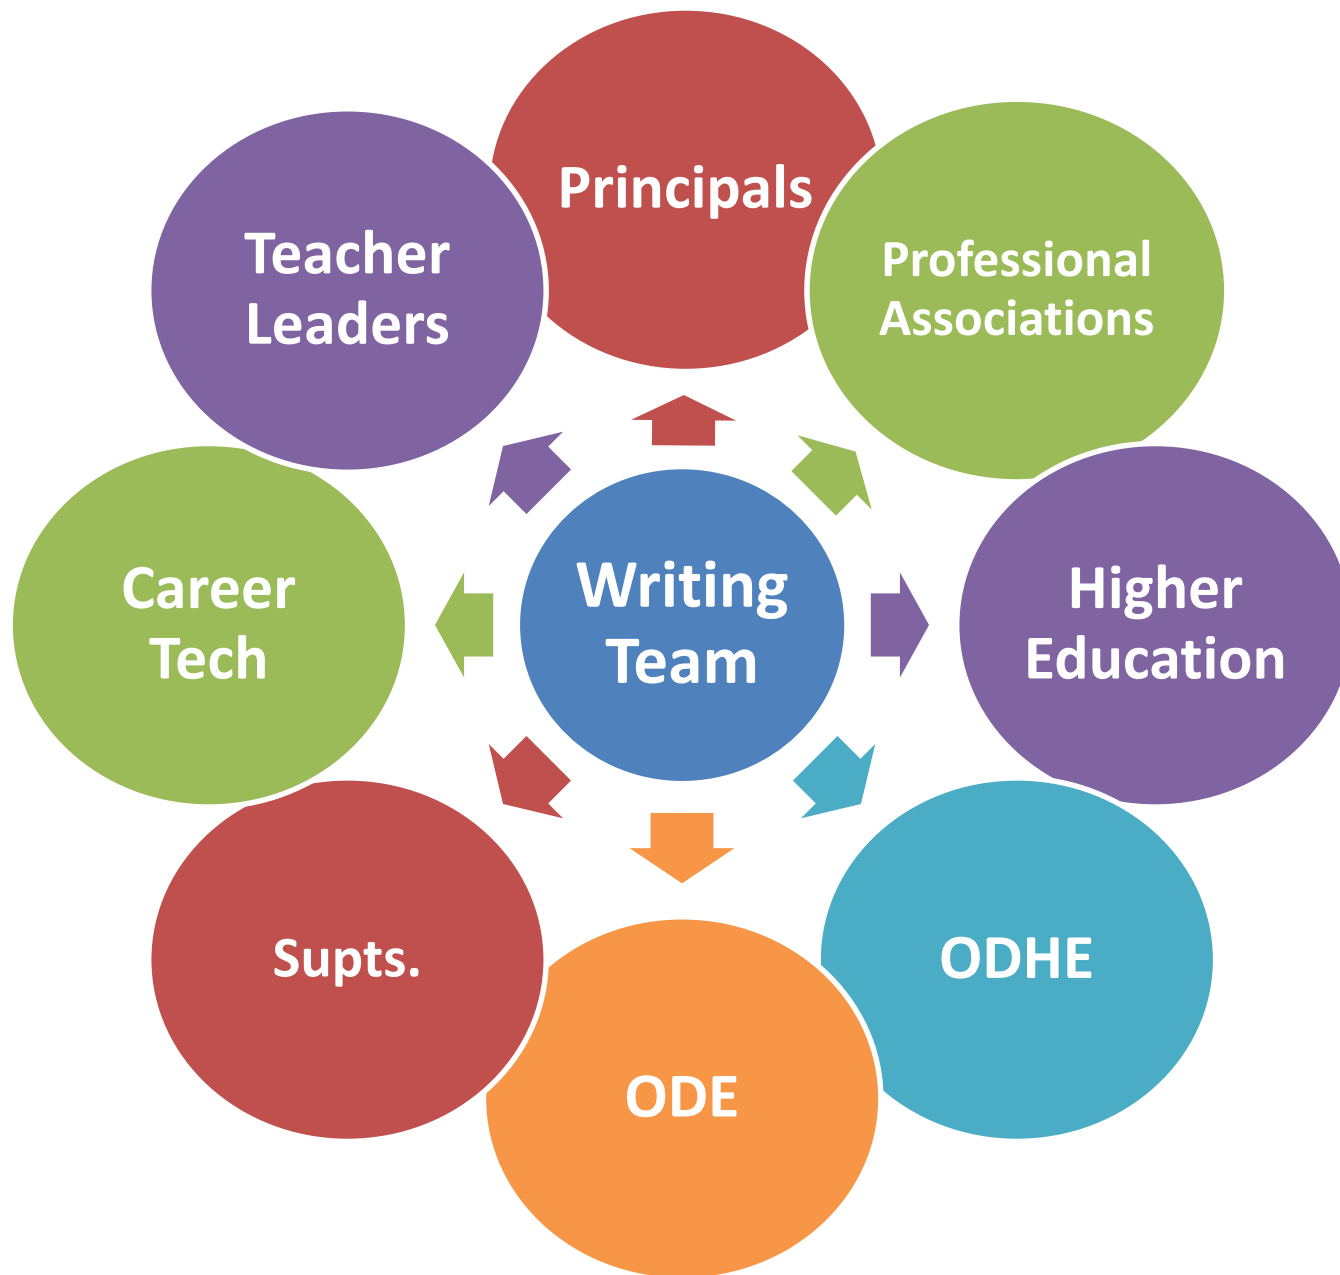 Principals
Professional
Associations
Teacher
Leaders
Higher
Education
Career
Tech
Writing
Team
Supts.
ODHE
ODE